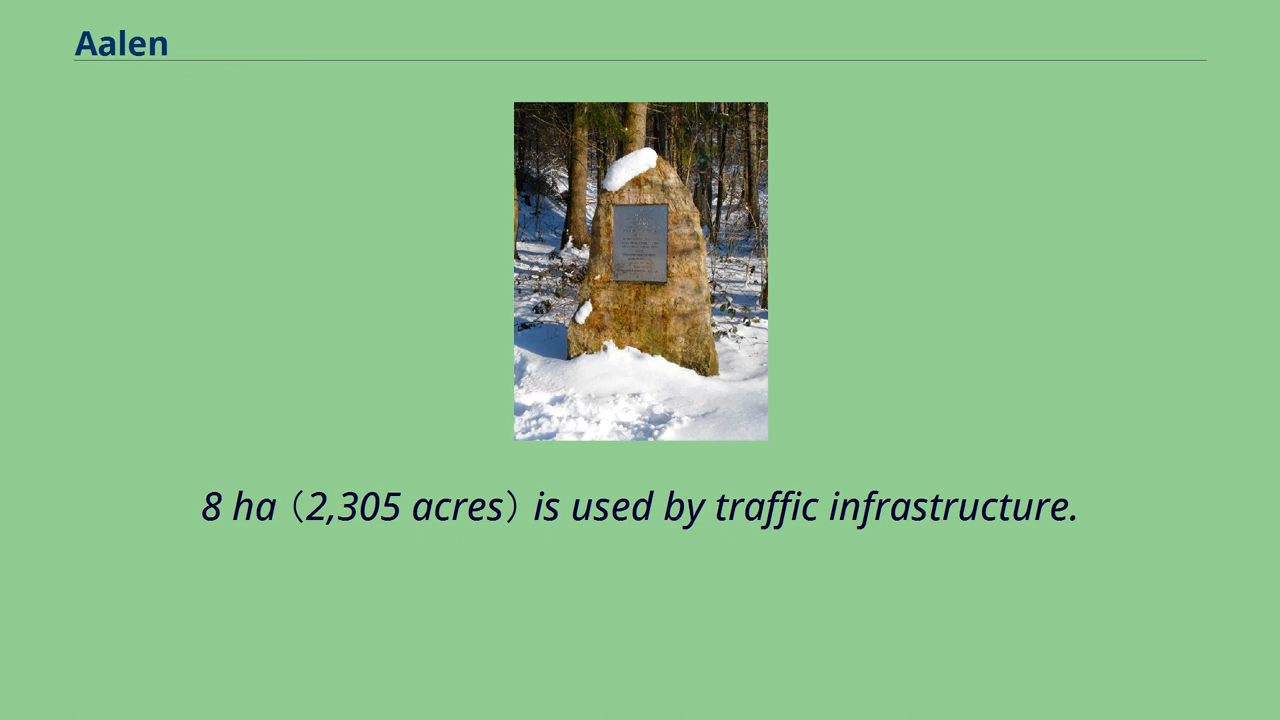 Aalen
8 ha (2,305 acres) is used by traffic infrastructure.